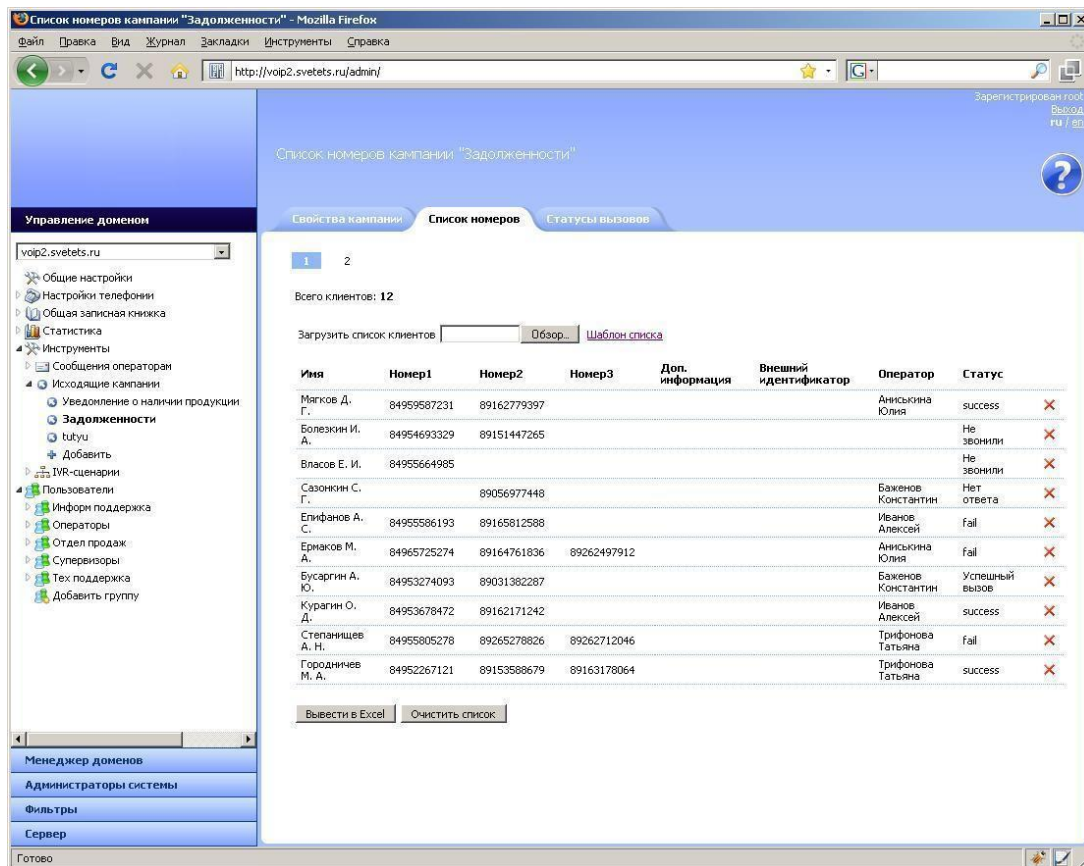 Список номеров кампании "Задолженности" - Mozilla Firefox
Файл Правка Вид Журнал Закладки Инструменты Справка
http://voip2.svetets.ru/admin/
G
Зарегистрирован root
Выход
ru / en
Список номеров кампании "Задолженности"
?
Управление доменом
Свойства кампании Список номеров Статусы вызовов
voip2.svetets.ru
Общие настройки
Настройки телефонии
Общая записная книжка
Статистика
Инструменты
Сообщения операторам
Исходящие кампании
Уведомление о наличии продукции
Задолженности
tutyu
Добавить
IVR-сценарии
Пользователи
Информ поддержка
Операторы
Отдел продаж
Супервизоры
Тех поддержка
Добавить группу
Менеджер доменов
Администраторы системы
Фильтры
Сервер
1 2
Всего клиентов: 12
Загрузить список клиентов Обзор... Шаблон списка
Имя Номер1 Номер2 Номер3 Доп. информация Внешний идентификатор Оператор Статус
Мягков Д. Г. 84959587231 89162779397 Аниськина Юлия success
Болезкин И. А. 84954693329 89151447265 Не звонили
Власов Е. И. 84955664985 Не звонили
Сазонкин С. Г. 89056977448 Баженов Константин Нет ответа
Епифанов А. С. 84955586193 89165812588 Иванов Алексей fail
Ермаков М. А. 84965725274 89164761836 89262497912 Аниськина Юлия fail
Бусаргин А. Ю. 84953274093 89031382287 Баженов Константин Успешный вызов
Курагин О. Д. 84953678472 89162171242 Иванов Алексей success
Степанищев А. Н. 84955805278 89265278826 89262712046 Трифонова Татьяна fail
Городничев М. А. 84952267121 89153588679 89163178064 Трифонова Татьяна success
Вывести в Excel Очистить список
Готово